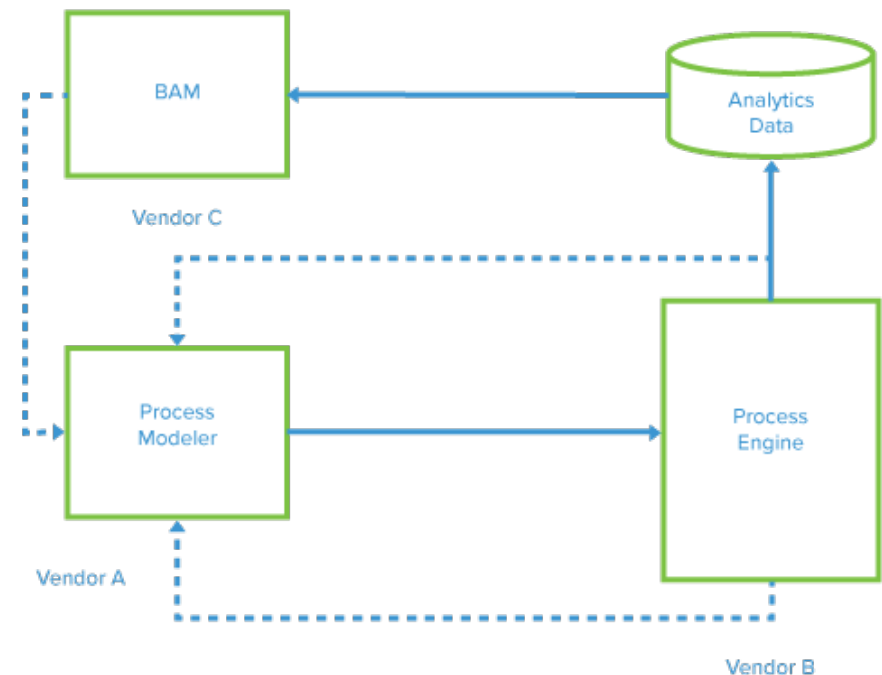 BAM
Analytics
Data
Vendor C
Process
Modeler
Process
Engine
Vendor A
Vendor B